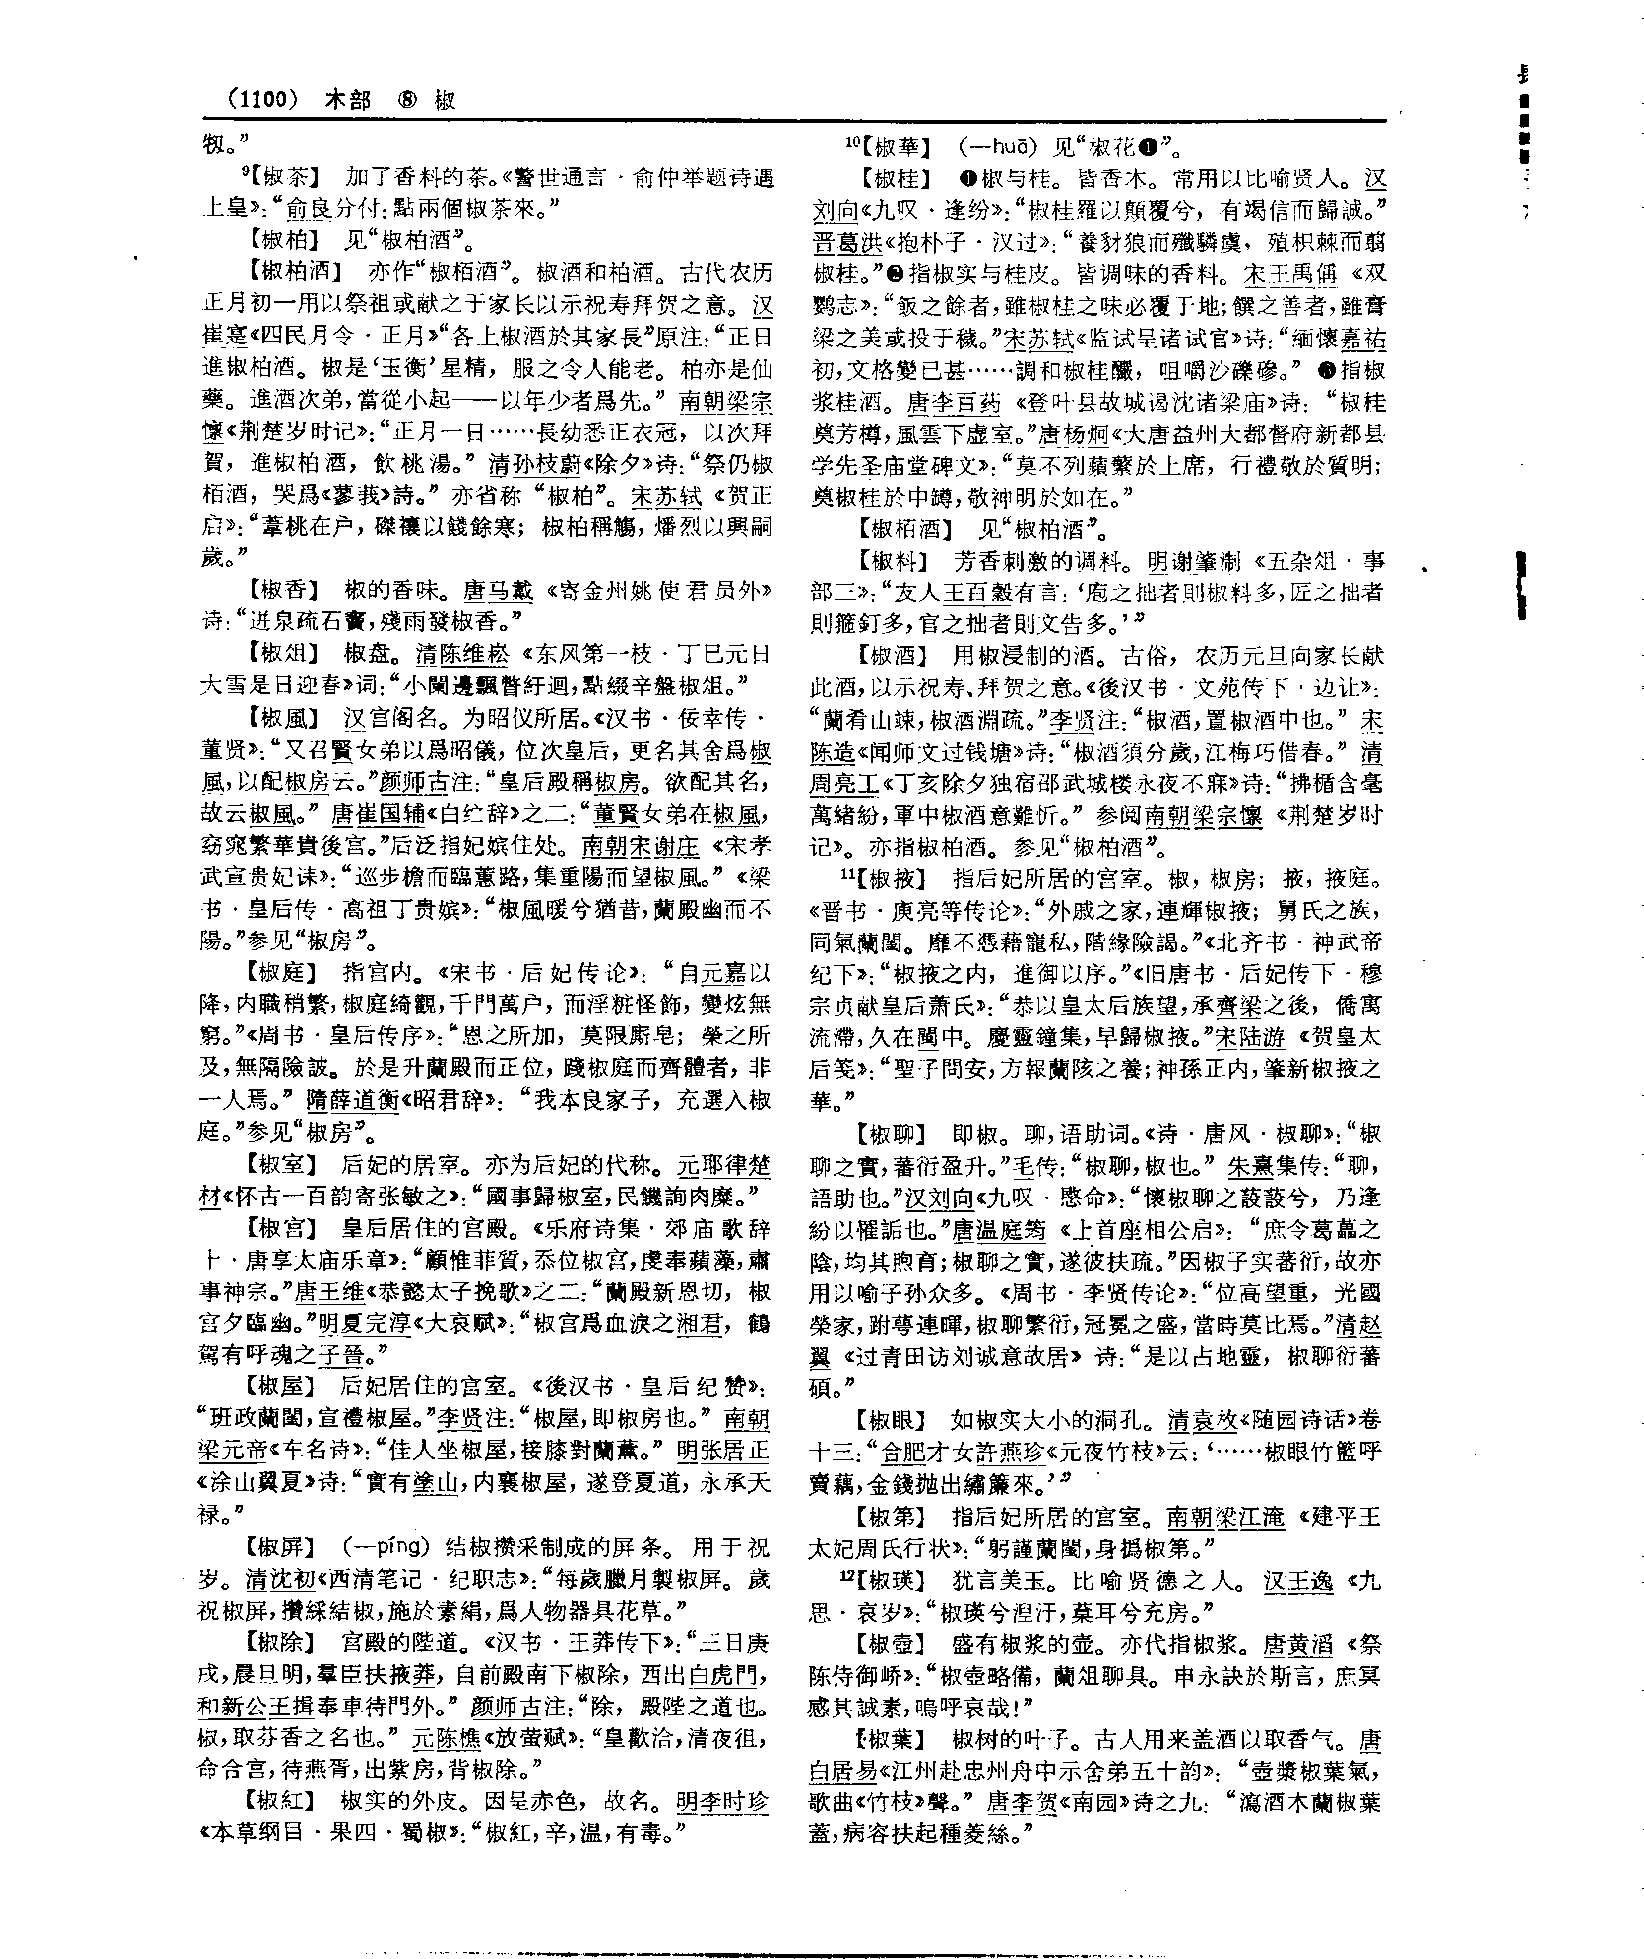 （1100） 木部 ⑧ 椒
物。”
⁹【椒茶】 加了香料的茶。《警世通言·俞仲举题诗遇
上皇》：“俞良分付：點兩個椒茶來。”
【椒柏】 见“椒柏酒”。
【椒柏酒】 亦作“椒栢酒”。椒酒和柏酒。古代农历
正月初一用以祭祖或献之于家长以示祝寿拜贺之意。汉
崔寔《四民月令·正月》“各上椒酒於其家長”原注：“正日
進椒柏酒。椒是‘玉衡’星精，服之令人能老。柏亦是仙
藥。進酒次弟，當從小起——以年少者爲先。” 南朝梁宗
懔《荆楚岁时记》：“正月一日……長幼悉正衣冠，以次拜
賀，進椒柏酒，飲桃湯。” 清孙枝蔚《除夕》诗：“祭仍椒
栢酒，哭爲《蓼莪》詩。” 亦省称“椒柏”。宋苏轼《贺正
启》：“葦桃在户，磔禳以餞餘寒；椒柏稱觴，燔烈以興嗣
歲。”
【椒香】 椒的香味。唐马戴《寄金州姚使君员外》
诗：“迸泉疏石竇，殘雨發椒香。”
【椒俎】 椒盘。清陈维崧《东风第一枝·丁巳元日
大雪是日迎春》词：“小闌邊飄瞥紆迴，點綴辛盤椒俎。”
【椒風】 汉宫阁名。为昭仪所居。《汉书·佞幸传·
董贤》：“又召賢女弟以爲昭儀，位次皇后，更名其舍爲椒
風，以配椒房云。”颜师古注：“皇后殿稱椒房。欲配其名，
故云椒風。” 唐崔国辅《白纻辞》之二：“董賢女弟在椒風，
窈窕繁華貴後宫。”后泛指妃嫔住处。南朝宋谢庄《宋孝
武宣贵妃诔》：“巡步檐而臨蕙路，集重陽而望椒風。”《梁
书·皇后传·高祖丁贵嫔》：“椒風暖兮猶昔，蘭殿幽而不
陽。”参见“椒房”。
【椒庭】 指宫内。《宋书·后妃传论》：“自元嘉以
降，内職稍繁，椒庭綺觀，千門萬户，而淫粧怪飾，變炫無
窮。”《周书·皇后传序》：“恩之所加，莫限厮皂；榮之所
及，無隔險詖。於是升蘭殿而正位，踐椒庭而齊體者，非
一人焉。” 隋薛道衡《昭君辞》：“我本良家子，充選入椒
庭。”参见“椒房”。
【椒室】 后妃的居室。亦为后妃的代称。元耶律楚
材《怀古一百韵寄张敏之》：“國事歸椒室，民饑詢肉糜。”
【椒宫】 皇后居住的宫殿。《乐府诗集·郊庙歌辞
十·唐享太庙乐章》：“顧惟菲質，忝位椒宫，虔奉蘋藻，肅
事神宗。”唐王维《恭懿太子挽歌》之二：“蘭殿新恩切，椒
宫夕臨幽。”明夏完淳《大哀赋》：“椒宫爲血淚之湘君，鶴
駕有呼魂之子晉。”
【椒屋】 后妃居住的宫室。《後汉书·皇后纪赞》：
“班政蘭閨，宣禮椒屋。”李贤注：“椒屋，即椒房也。” 南朝
梁元帝《车名诗》：“佳人坐椒屋，接膝對蘭薰。” 明张居正
《涂山翼夏》诗：“實有塗山，内襄椒屋，遂登夏道，永承天
禄。”
【椒屏】 （—píng）结椒攒采制成的屏条。用于祝
岁。清沈初《西清笔记·纪职志》：“每歲臘月製椒屏。歲
祝椒屏，攢綵結椒，施於素絹，爲人物器具花草。”
【椒除】 宫殿的陛道。《汉书·王莽传下》：“三日庚
戌，晨旦明，羣臣扶掖莽，自前殿南下椒除，西出白虎門，
和新公王揖奉車待門外。” 颜师古注：“除，殿陛之道也。
椒，取芬香之名也。” 元陈樵《放萤赋》：“皇歡洽，清夜徂，
命合宫，待燕胥，出紫房，背椒除。”
【椒紅】 椒实的外皮。因呈赤色，故名。明李时珍
《本草纲目·果四·蜀椒》：“椒紅，辛，温，有毒。”
¹⁰【椒華】 （—huā）见“椒花❶”。
【椒桂】 ❶椒与桂。皆香木。常用以比喻贤人。汉
刘向《九叹·逢纷》：“椒桂羅以顛覆兮，有竭信而歸誠。”
晋葛洪《抱朴子·汉过》：“養豺狼而殲驎虞，殖枳棘而翦
椒桂。”❷指椒实与桂皮。皆调味的香料。宋王禹偁《双
鹦志》：“飯之餘者，雖椒桂之味必覆于地；饌之善者，雖膏
梁之美或投于穢。”宋苏轼《监试呈诸试官》诗：“緬懷嘉祐
初，文格變已甚……調和椒桂釅，咀嚼沙礫磣。” ❸指椒
浆桂酒。唐李百药《登叶县故城谒沈诸梁庙》诗：“椒桂
奠芳樽，風雲下虚室。”唐杨炯《大唐益州大都督府新都县
学先圣庙堂碑文》：“莫不列蘋蘩於上席，行禮敬於質明；
奠椒桂於中罇，敬神明於如在。”
【椒栢酒】 见“椒柏酒”。
【椒料】 芳香刺激的调料。明谢肇淛《五杂俎·事
部三》：“友人王百穀有言：‘庖之拙者則椒料多，匠之拙者
則箍釘多，官之拙者則文告多。’”
【椒酒】 用椒浸制的酒。古俗，农历元旦向家长献
此酒，以示祝寿、拜贺之意。《後汉书·文苑传下·边让》：
“蘭肴山竦，椒酒淵疏。”李贤注：“椒酒，置椒酒中也。” 宋
陈造《闻师文过钱塘》诗：“椒酒須分歲，江梅巧借春。” 清
周亮工《丁亥除夕独宿邵武城楼永夜不寐》诗：“拂楯含毫
萬緒紛，軍中椒酒意難忻。” 参阅南朝梁宗懔《荆楚岁时
记》。亦指椒柏酒。参见“椒柏酒”。
¹¹【椒掖】 指后妃所居的宫室。椒，椒房；掖，掖庭。
《晋书·庾亮等传论》：“外戚之家，連輝椒掖；舅氏之族，
同氣蘭閨。靡不憑藉寵私，階緣險謁。”《北齐书·神武帝
纪下》：“椒掖之内，進御以序。”《旧唐书·后妃传下·穆
宗贞献皇后萧氏》：“恭以皇太后族望，承齊梁之後，僑寓
流滯，久在閩中。慶靈鐘集，早歸椒掖。”宋陆游《贺皇太
后笺》：“聖子問安，方報蘭陔之養；神孫正内，肇新椒掖之
華。”
【椒聊】 即椒。聊，语助词。《诗·唐风·椒聊》：“椒
聊之實，蕃衍盈升。”毛传：“椒聊，椒也。” 朱熹集传：“聊，
語助也。”汉刘向《九叹·愍命》：“懷椒聊之蔎蔎兮，乃逢
紛以罹詬也。”唐温庭筠《上首座相公启》：“庶令葛藟之
陰，均其煦育；椒聊之實，遂彼扶疏。”因椒子实蕃衍，故亦
用以喻子孙众多。《周书·李贤传论》：“位高望重，光國
榮家，跗萼連暉，椒聊繁衍，冠冕之盛，當時莫比焉。”清赵
翼《过青田访刘诚意故居》诗：“是以占地靈，椒聊衍蕃
碩。”
【椒眼】 如椒实大小的洞孔。清袁枚《随园诗话》卷
十三：“合肥才女許燕珍《元夜竹枝》云：‘……椒眼竹籃呼
賣藕，金錢抛出繡簾來。’”
【椒第】 指后妃所居的宫室。南朝梁江淹《建平王
太妃周氏行状》：“躬謹蘭閨，身撝椒第。”
¹²【椒瑛】 犹言美玉。比喻贤德之人。汉王逸《九
思·哀岁》：“椒瑛兮湼汙，葈耳兮充房。”
【椒壺】 盛有椒浆的壶。亦代指椒浆。唐黄滔《祭
陈侍御峤》：“椒壺略備，蘭俎聊具。申永訣於斯言，庶冥
感其誠素，嗚呼哀哉！”
【椒葉】 椒树的叶子。古人用来盖酒以取香气。唐
白居易《江州赴忠州舟中示舍弟五十韵》：“壺漿椒葉氣，
歌曲《竹枝》聲。” 唐李贺《南园》诗之九：“瀉酒木蘭椒葉
蓋，病容扶起種菱絲。”